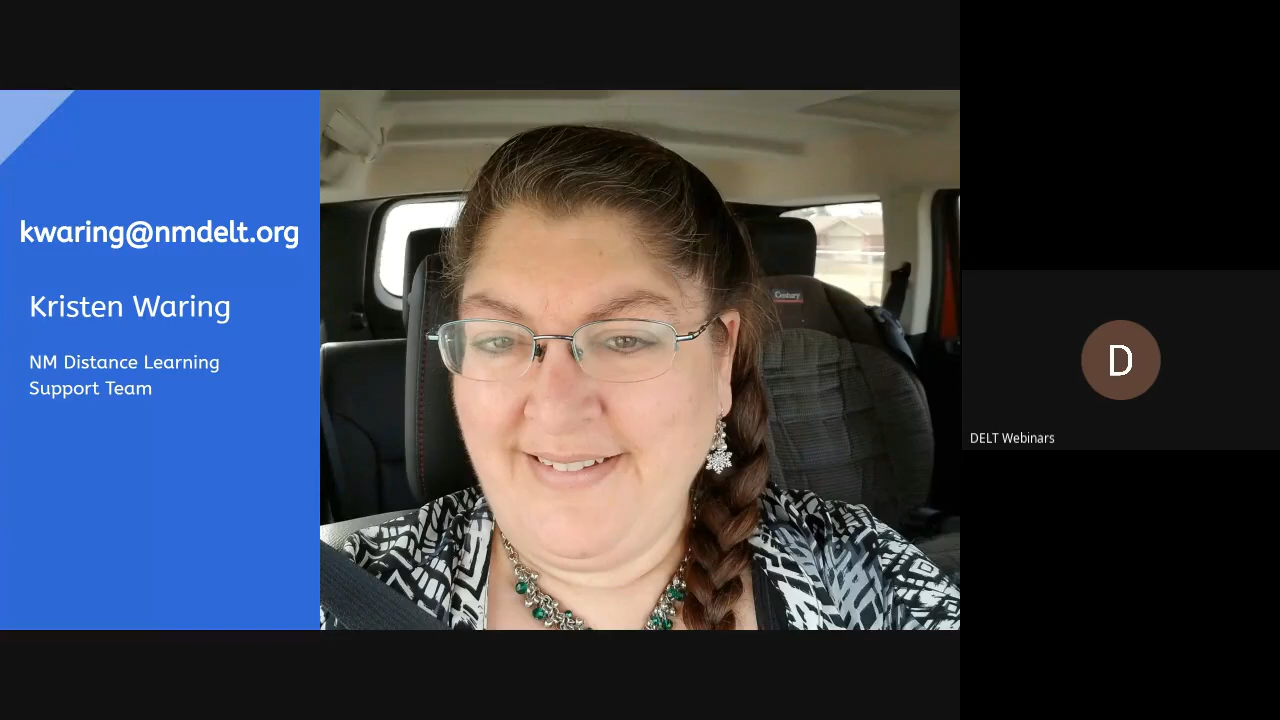 kwaring@nmdelt.org
Kristen Waring
NM Distance Learning
Support Team
Century
D
DELT Webinars